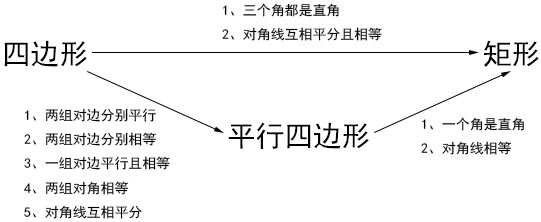 1、三个角都是直角
2、对角线互相平分且相等
四边形
矩形
1、两组对边分别平行
2、两组对边分别相等
3、一组对边平行且相等
4、两组对角相等
5、对角线互相平分
平行四边形
1、一个角是直角
2、对角线相等